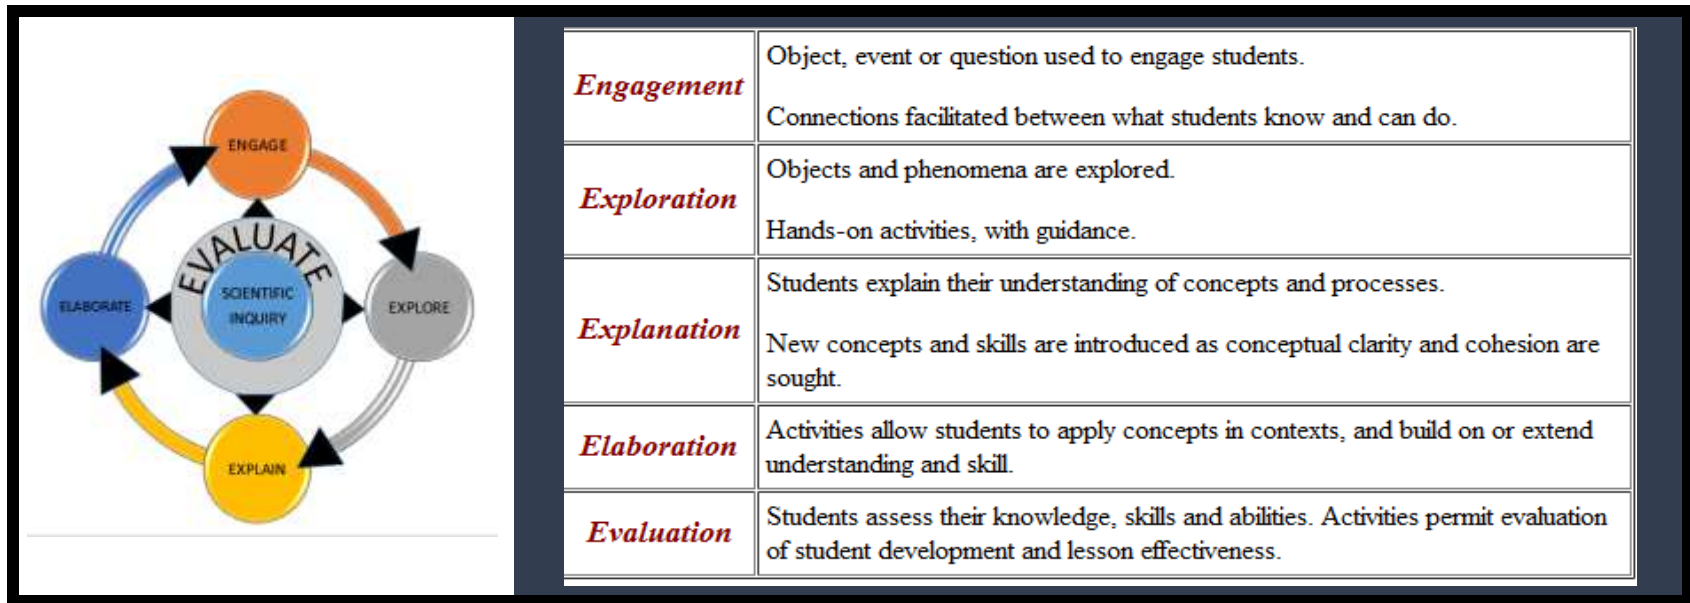 ENGAGE
EVALUATE
SCIENTIFIC
INQUIRY
ELABORATE
EXPLORE
EXPLAIN
Engagement
Object, event or question used to engage students.
Connections facilitated between what students know and can do.
Exploration
Objects and phenomena are explored.
Hands-on activities, with guidance.
Explanation
Students explain their understanding of concepts and processes.
New concepts and skills are introduced as conceptual clarity and cohesion are
sought.
Elaboration
Activities allow students to apply concepts in contexts, and build on or extend
understanding and skill.
Evaluation
Students assess their knowledge, skills and abilities. Activities permit evaluation
of student development and lesson effectiveness.